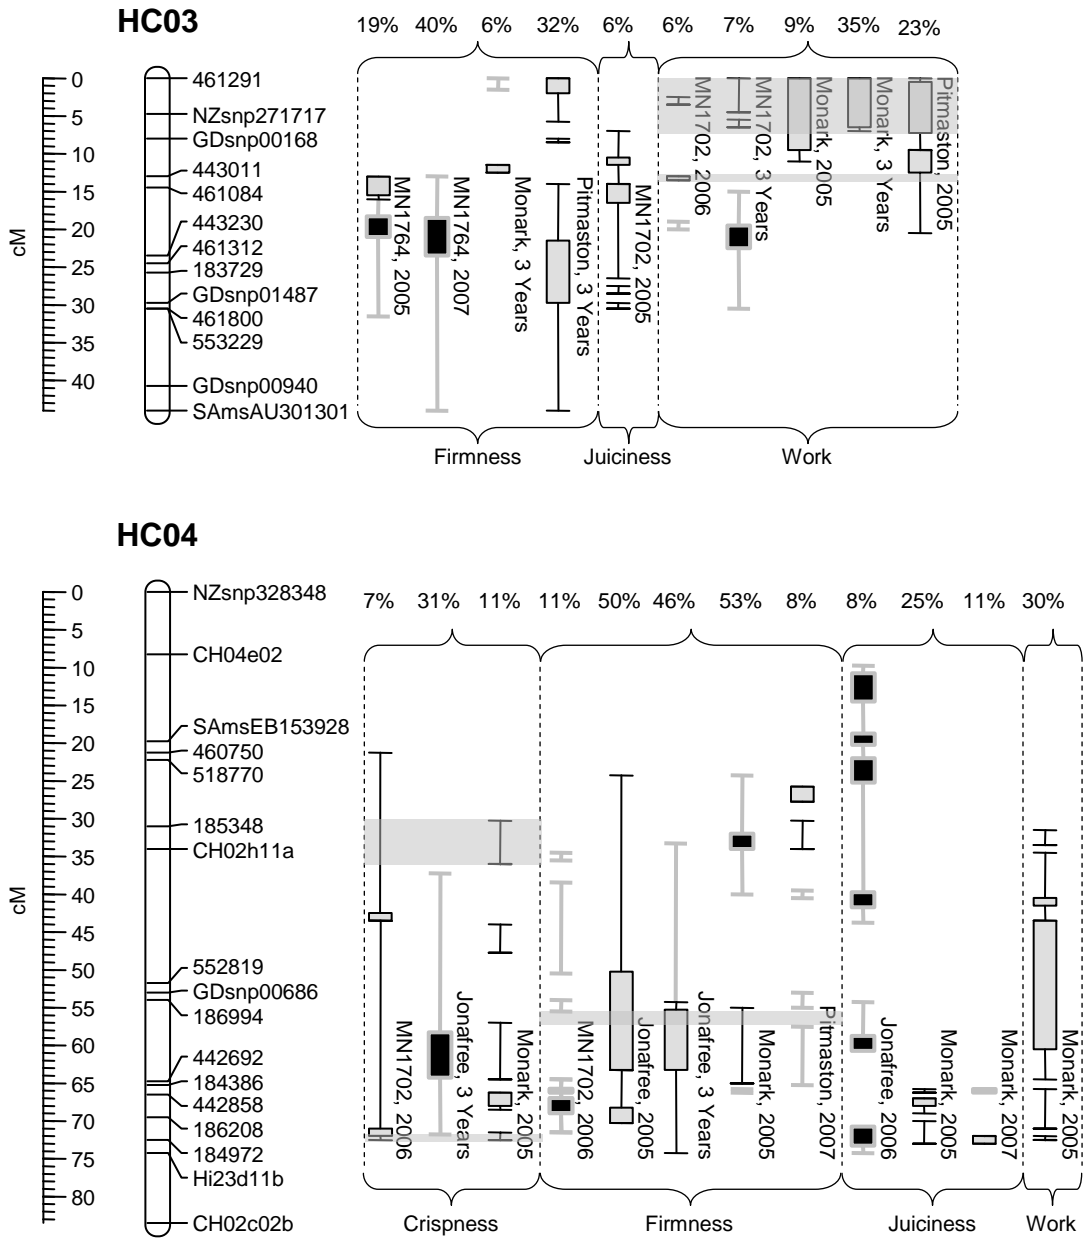 HC03
19% 40% 6% 32% 6% 6% 7% 9% 35% 23%
cM
0
5
10
15
20
25
30
35
40
461291
NZsnp271717
GDsnp00168
443011
461084
443230
461312
183729
GDsnp01487
461800
553229
GDsnp00940
SAmsAU301301
MN1764, 2005
MN1764, 2007
Monark, 3 Years
Pitmaston, 3 Years
MN1702, 2005
MN1702, 2006
MN1702, 3 Years
Monark, 2005
Monark, 3 Years
Pitmaston, 2005
Firmness Juiciness Work
HC04
7% 31% 11% 11% 50% 46% 53% 8% 8% 25% 11% 30%
cM
0
5
10
15
20
25
30
35
40
45
50
55
60
65
70
75
80
NZsnp328348
CH04e02
SAmsEB153928
460750
518770
185348
CH02h11a
552819
GDsnp00686
186994
442692
184386
442858
186208
184972
Hi23d11b
CH02c02b
MN1702, 2006
Jonafree, 3 Years
Monark, 2005
MN1702, 2006
Jonafree, 2005
Jonafree, 3 Years
Monark, 2005
Pitmaston, 2007
Jonafree, 2006
Monark, 2005
Monark, 2007
Monark, 2005
Crispness Firmness Juiciness Work